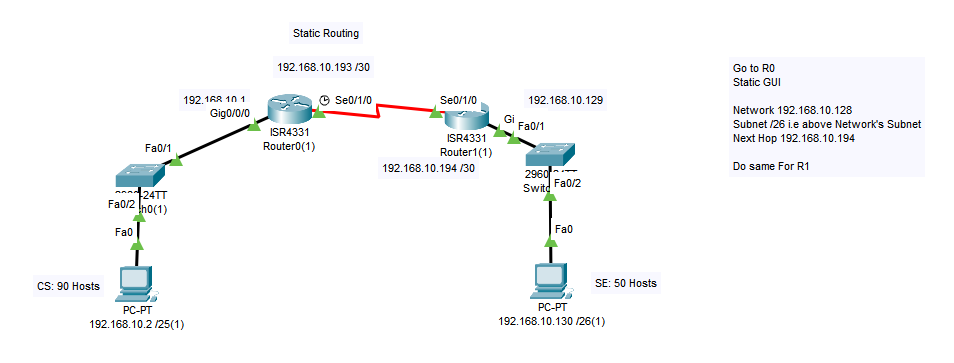 Static Routing
192.168.10.193 /30
192.168.10.1
Gig0/0/0
Se0/1/0
ISR4331
Router0(1)
Se0/1/0
192.168.10.129
Gi
Fa0/1
ISR4331
Router1(1)
192.168.10.194 /30
Fa0/1
-24TT
Fa0/2
h0(1)
Fa0
CS: 90 Hosts
PC-PT
192.168.10.2 /25(1)
2960
Switc
Fa0/2
Fa0
SE: 50 Hosts
PC-PT
192.168.10.130 /26(1)
Go to R0
Static GUI
Network 192.168.10.128
Subnet /26 i.e above Network's Subnet
Next Hop 192.168.10.194
Do same For R1